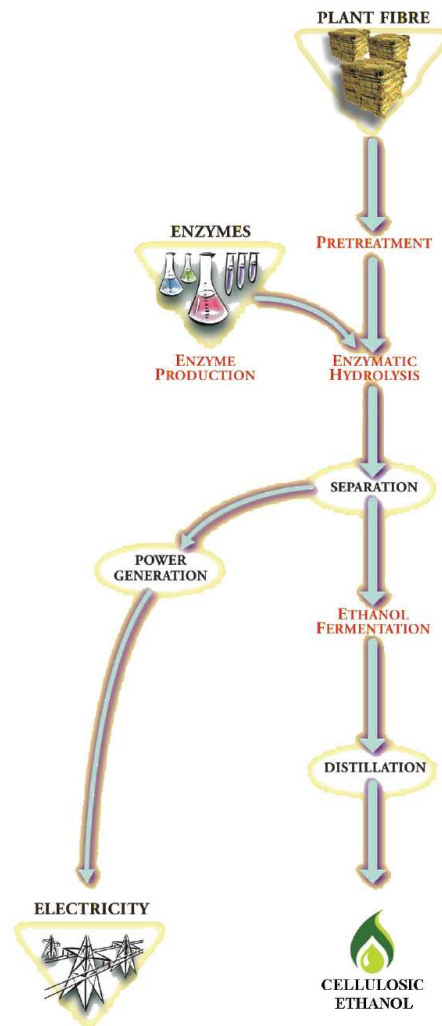 PLANT FIBRE
PRETREATMENT
ENZYMES
ENZYME
PRODUCTION
ENZYMATIC
HYDROLYSIS
SEPARATION
POWER
GENERATION
ETHANOL
FERMENTATION
DISTILLATION
ELECTRICITY
CELLULOSIC
ETHANOL